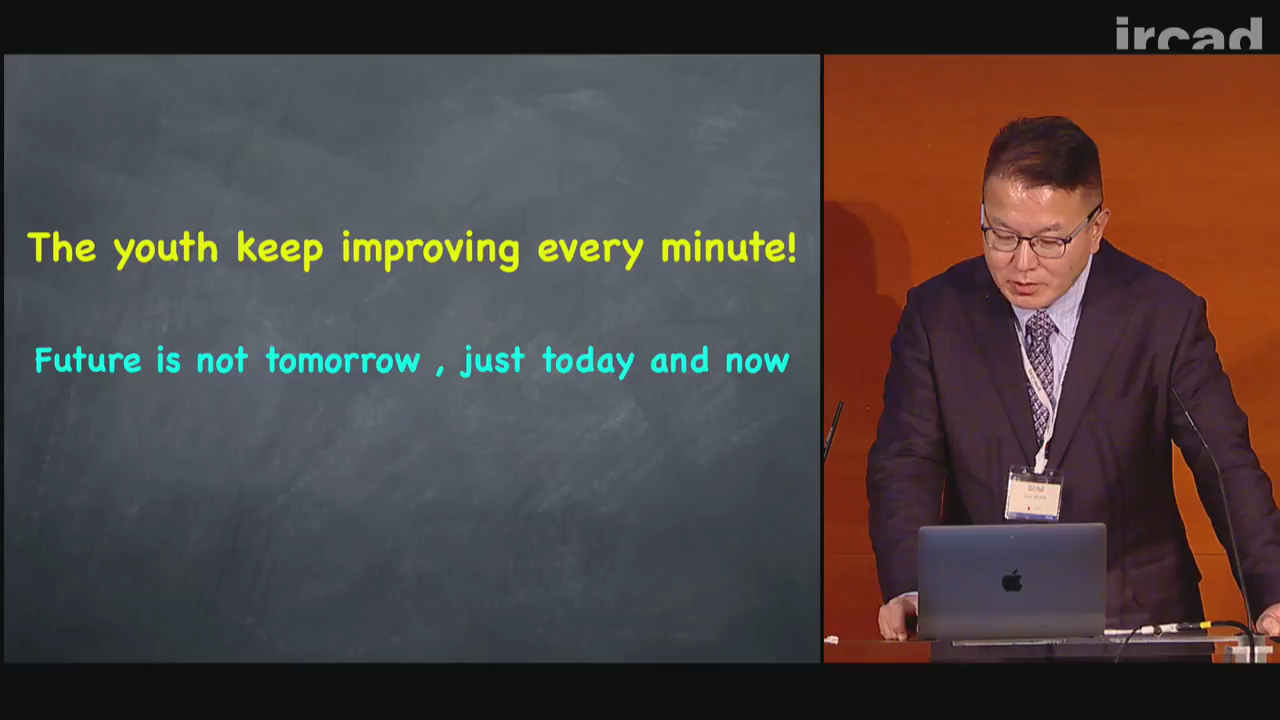 ircad
The youth keep improving every minute!
Future is not tomorrow , just today and now